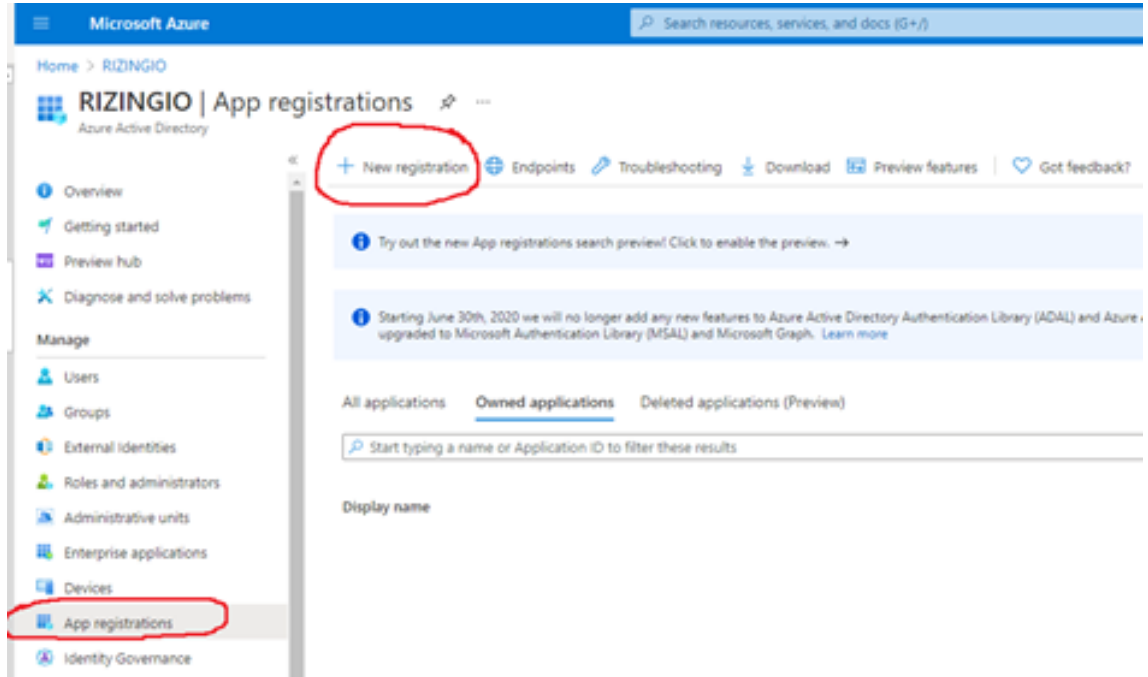 Microsoft Azure
Search resources, services, and docs (G+/)
Home > RIZINGIO
RIZINGIO | App registrations
Azure Active Directory
New registration Endpoints Troubleshooting Download Preview features Got feedback?
Overview
Getting started
Preview hub
Diagnose and solve problems
Manage
Users
Groups
External Identities
Roles and administrators
Administrative units
Enterprise applications
Devices
App registrations
Identity Governance
Try out the new App registrations search preview! Click to enable the preview. →
Starting June 30th, 2020 we will no longer add any new features to Azure Active Directory Authentication Library (ADAL) and Azure
upgraded to Microsoft Authentication Library (MSAL) and Microsoft Graph. Learn more
All applications Owned applications Deleted applications (Preview)
Start typing a name or Application ID to filter these results
Display name